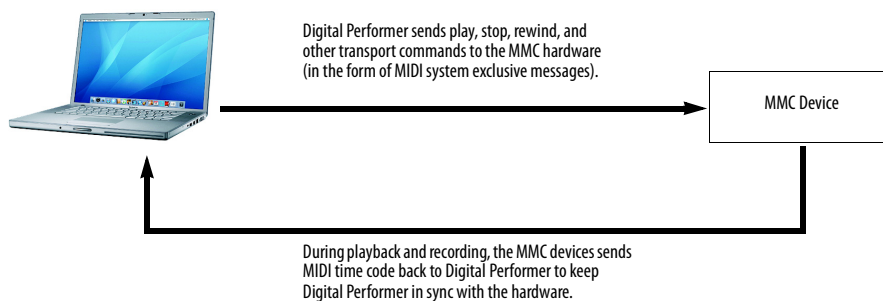 Digital Performer sends play, stop, rewind, and
other transport commands to the MMC hardware
(in the form of MIDI system exclusive messages).
MMC Device
During playback and recording, the MMC devices sends
MIDI time code back to Digital Performer to keep
Digital Performer in sync with the hardware.